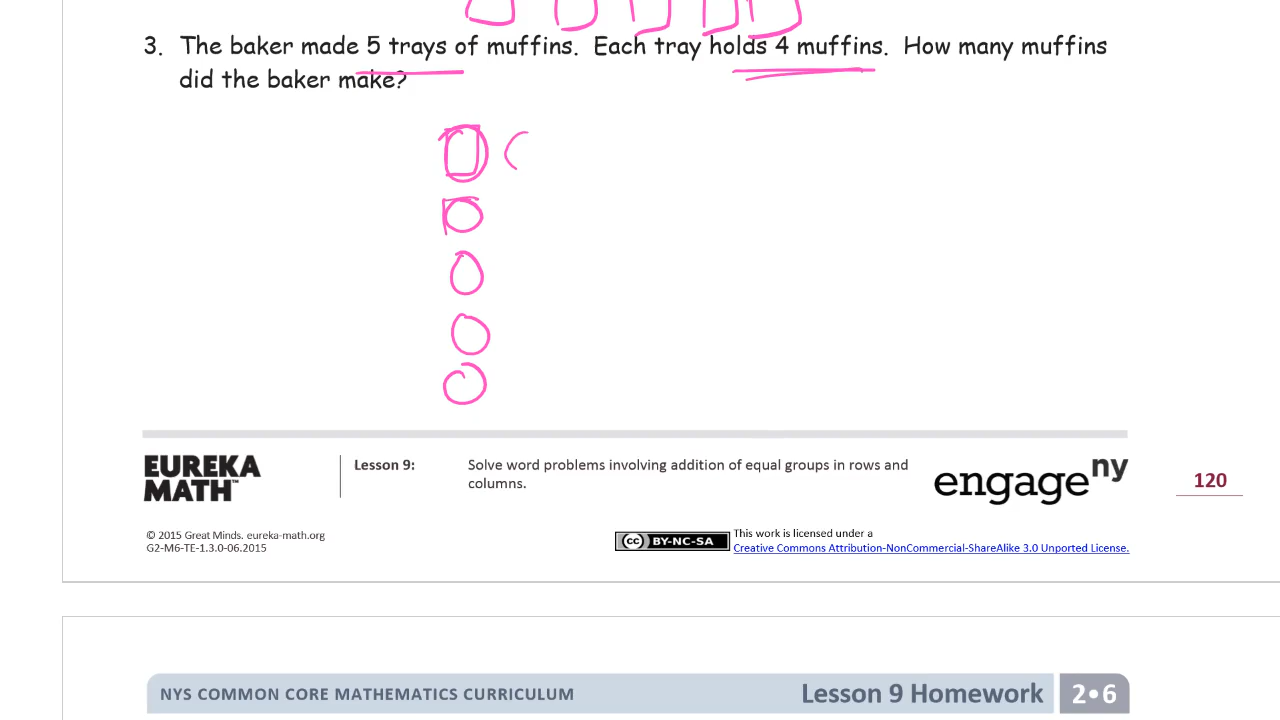 3. The baker made 5 trays of muffins. Each tray holds 4 muffins. How many muffins
did the baker make?
EUREKA
MATH™
Lesson 9:
Solve word problems involving addition of equal groups in rows and
columns.
engageny
120
© 2015 Great Minds. eureka-math.org
G2-M6-TE-1.3.0-06.2015
cc BY-NC-SA
This work is licensed under a
Creative Commons Attribution-NonCommercial-ShareAlike 3.0 Unported License.
NYS COMMON CORE MATHEMATICS CURRICULUM
Lesson 9 Homework
2•6